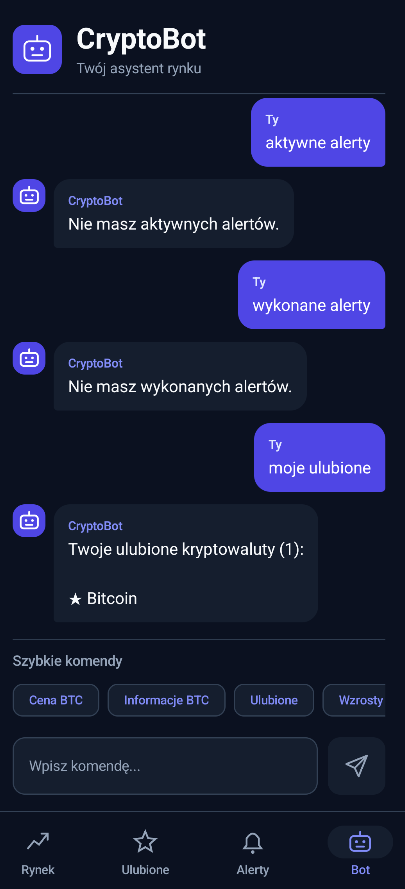 CryptoBot
Twój asystent rynku
Ty
aktywne alerty
CryptoBot
Nie masz aktywnych alertów.
Ty
wykonane alerty
CryptoBot
Nie masz wykonanych alertów.
Ty
moje ulubione
CryptoBot
Twoje ulubione kryptowaluty (1):
★ Bitcoin
Szybkie komendy
Cena BTC
Informacje BTC
Ulubione
Wzrosty
Wpisz komendę...
Rynek
Ulubione
Alerty
Bot